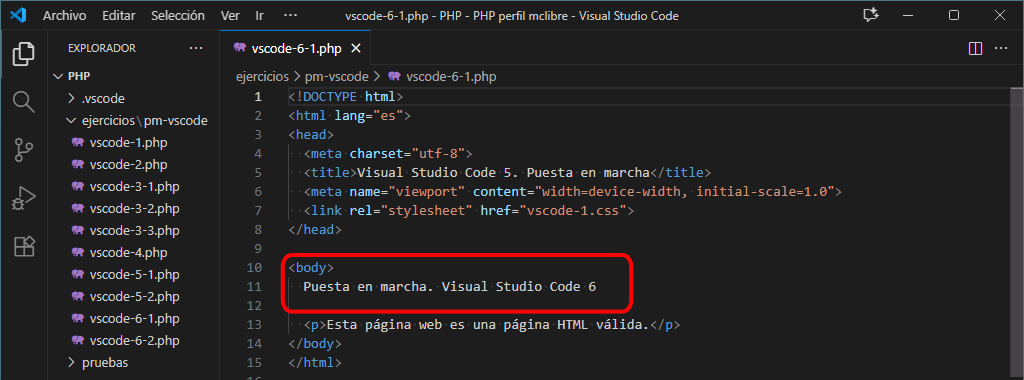 Archivo Editar Selección Ver Ir ··· vscode-6-1.php - PHP - PHP perfil mclibre - Visual Studio Code
EXPLORADOR ···
PHP
.vscode
ejercicios\pm-vscode
vscode-1.php
vscode-2.php
vscode-3-1.php
vscode-3-2.php
vscode-3-3.php
vscode-4.php
vscode-5-1.php
vscode-5-2.php
vscode-6-1.php
vscode-6-2.php
pruebas
vscode-6-1.php
ejercicios > pm-vscode > vscode-6-1.php
1 <!DOCTYPE html>
2 <html lang="es">
3 <head>
4 <meta charset="utf-8">
5 <title>Visual Studio Code 5. Puesta en marcha</title>
6 <meta name="viewport" content="width=device-width, initial-scale=1.0">
7 <link rel="stylesheet" href="vscode-1.css">
8 </head>
9
10 <body>
11 Puesta en marcha. Visual Studio Code 6
12
13 <p>Esta página web es una página HTML válida.</p>
14 </body>
15 </html>
16